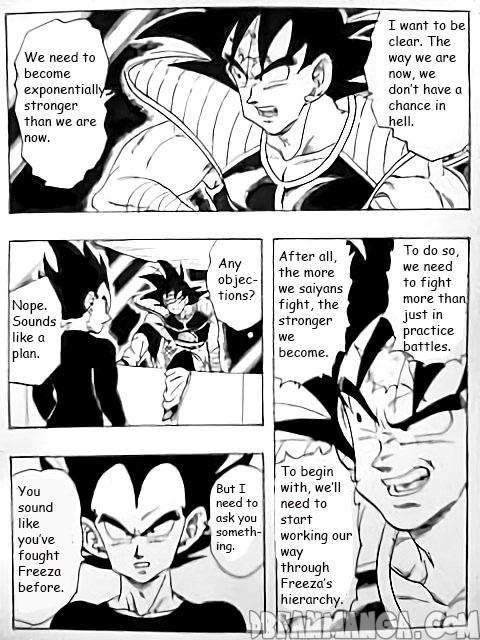 I want to be
clear. The
way we are
now, we
don't have a
chance in
hell.
We need to
become
exponentially
stronger
than we are
now.
To do so,
we need
to fight
more than
just in
practice
battles.
After all,
the more
we saiyans
fight, the
stronger
we
become.
To begin
with, we'll
need to
start
working our
way
through
Freeza's
hierarchy.
Any
objec-
tions?
Nope.
Sounds
like a
plan.
But I
need to
ask you
someth-
ing.
You
sound
like
you've
fought
Freeza
before.